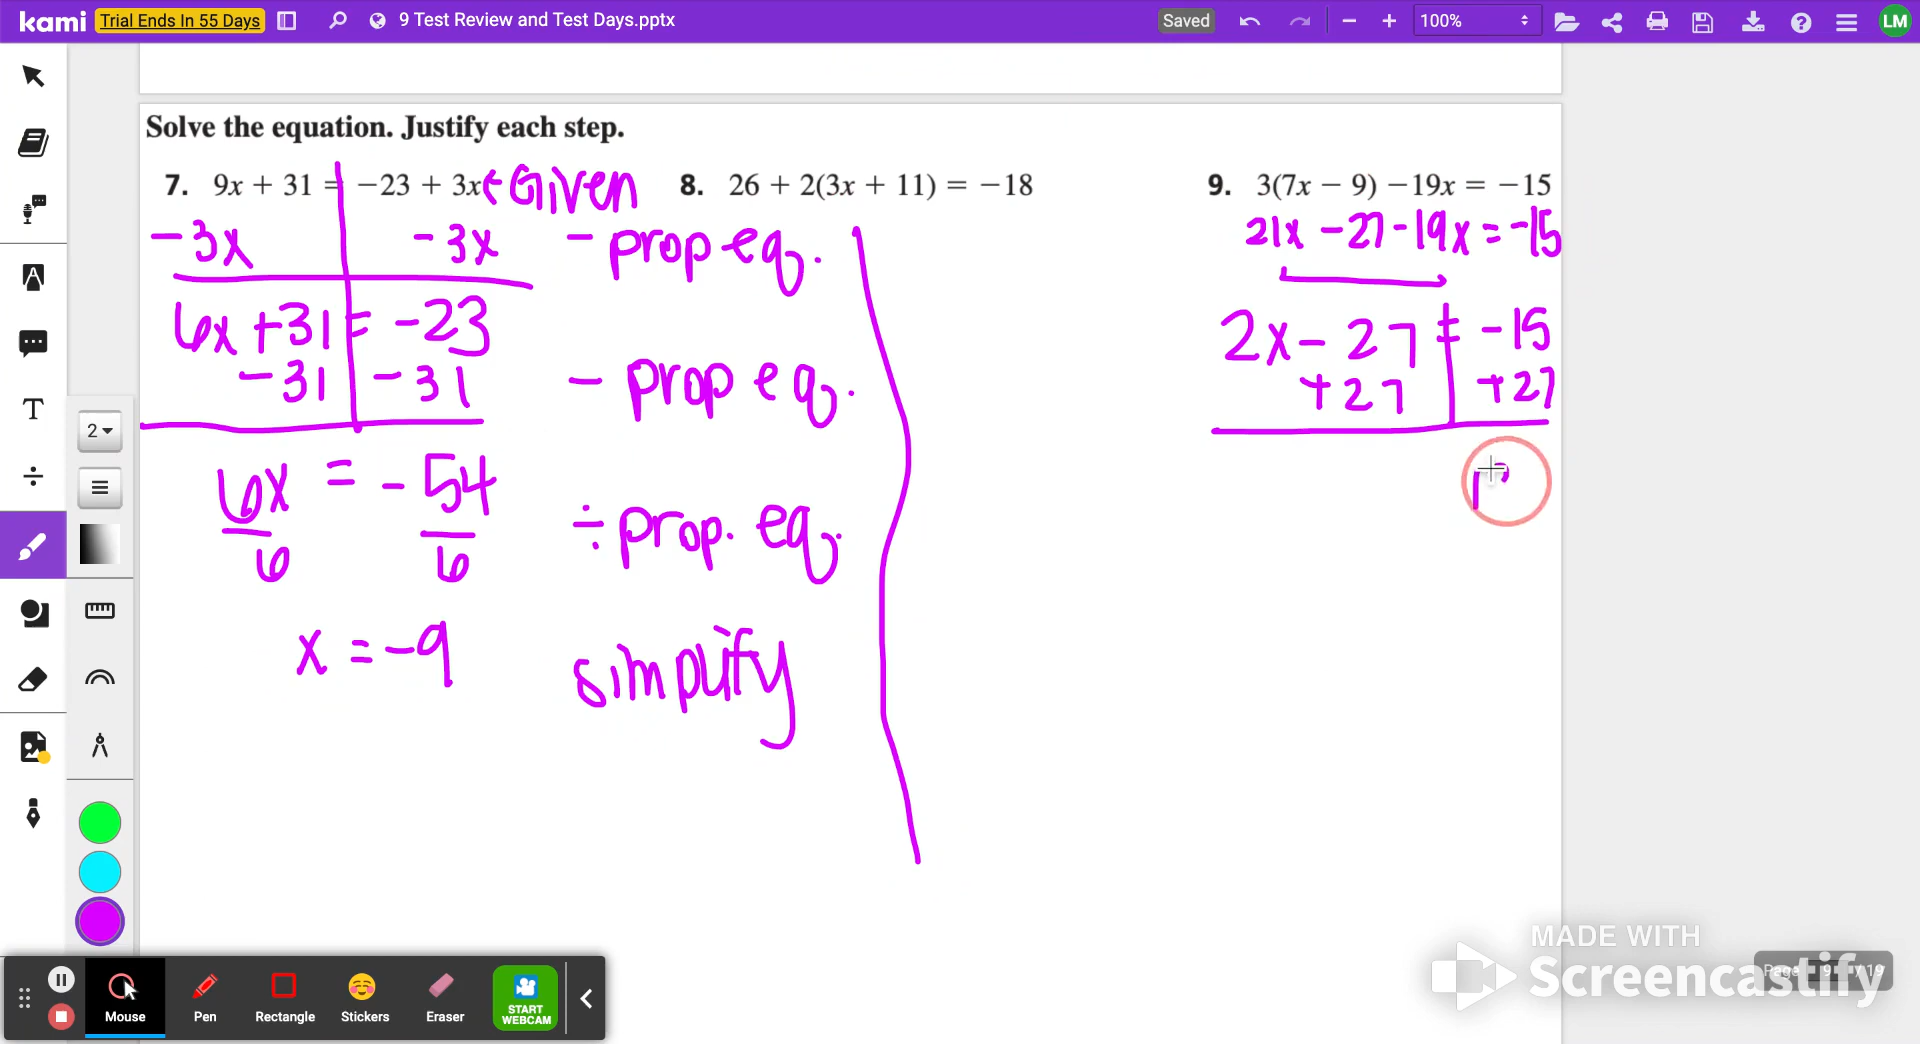 kami Trial Ends In 55 Days 9 Test Review and Test Days.pptx Saved 100% LM
Solve the equation. Justify each step.
7. 9x + 31 = −23 + 3x ← Given
-3x -3x - prop eq.
6x + 31 = -23
-31 -31 - prop eq.
6x = -54
6 6 ÷ prop. eq.
x = -9 simplify
8. 26 + 2(3x + 11) = −18
9. 3(7x − 9) − 19x = −15
21x - 27 - 19x = -15
2x - 27 = -15
+27 +27
2
T
MADE WITH
Screencastify
Page 9 / 19
Mouse Pen Rectangle Stickers Eraser START WEBCAM